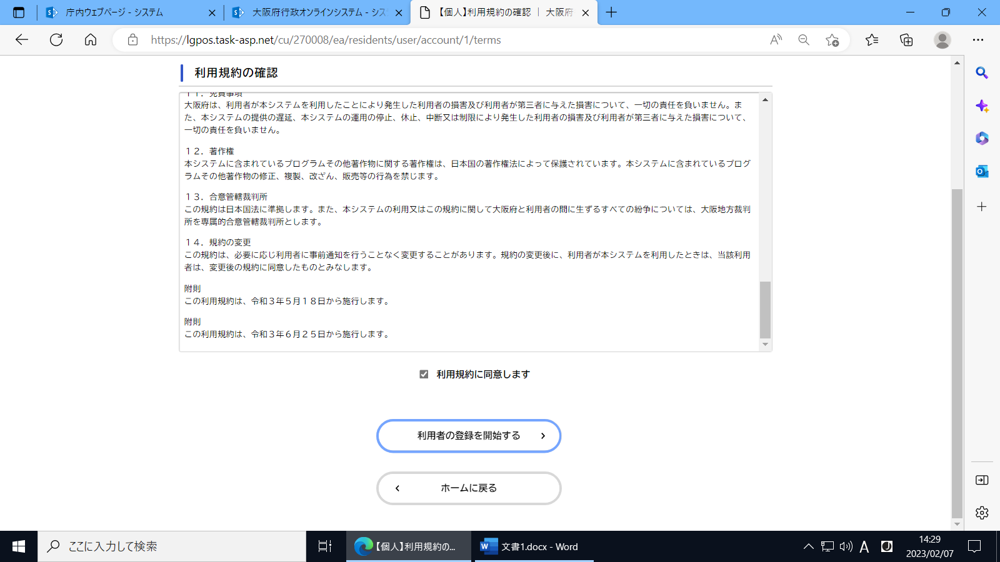 庁内ウェブページ - システム
大阪府行政オンラインシステム - シス
【個人】利用規約の確認 | 大阪府
https://lgpos.task-asp.net/cu/270008/ea/residents/user/account/1/terms
利用規約の確認
１１．免責事項
大阪府は、利用者が本システムを利用したことにより発生した利用者の損害及び利用者が第三者に与えた損害について、一切の責任を負いません。ま
た、本システムの提供の遅延、本システムの運用の停止、休止、中断又は制限により発生した利用者の損害及び利用者が第三者に与えた損害について、
一切の責任を負いません。
１２．著作権
本システムに含まれているプログラムその他著作物に関する著作権は、日本国の著作権法によって保護されています。本システムに含まれているプログ
ラムその他著作物の修正、複製、改ざん、販売等の行為を禁じます。
１３．合意管轄裁判所
この規約は日本国法に準拠します。また、本システムの利用又はこの規約に関して大阪府と利用者の間に生ずるすべての紛争については、大阪地方裁判
所を専属的合意管轄裁判所とします。
１４．規約の変更
この規約は、必要に応じ利用者に事前通知を行うことなく変更することがあります。規約の変更後に、利用者が本システムを利用したときは、当該利用
者は、変更後の規約に同意したものとみなします。
附則
この利用規約は、令和３年５月１８日から施行します。
附則
この利用規約は、令和３年６月２５日から施行します。
利用規約に同意します
利用者の登録を開始する
ホームに戻る
ここに入力して検索
【個人】利用規約の...
文書1.docx - Word
A
14:29
2023/02/07